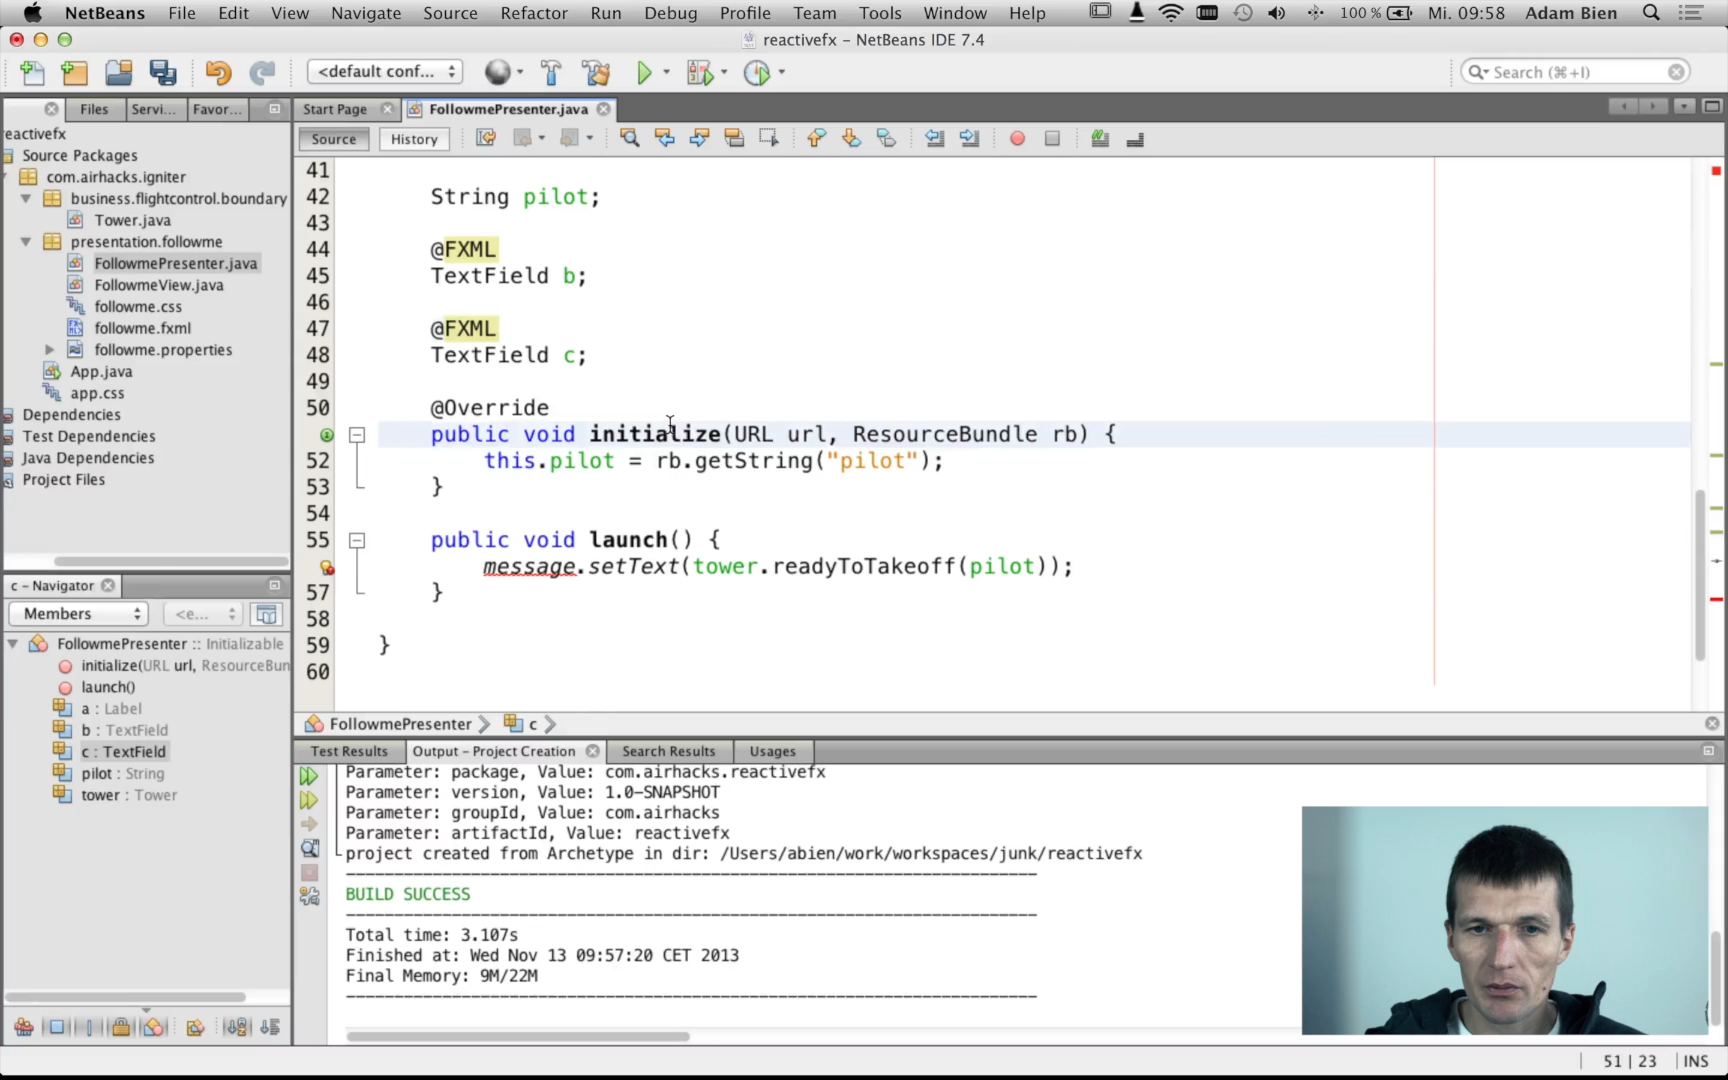 NetBeans File Edit View Navigate Source Refactor Run Debug Profile Team Tools Window Help 100 % Mi. 09:58 Adam Bien
reactivefx – NetBeans IDE 7.4
<default conf... Search (⌘+I)
Files Servi... Favor... Start Page FollowmePresenter.java
Source History
eactivefx
Source Packages
com.airhacks.igniter
business.flightcontrol.boundary
Tower.java
presentation.followme
FollowmePresenter.java
FollowmeView.java
followme.css
followme.fxml
followme.properties
App.java
app.css
Dependencies
Test Dependencies
Java Dependencies
Project Files
41
42 String pilot;
43
44 @FXML
45 TextField b;
46
47 @FXML
48 TextField c;
49
50 @Override
public void initialize(URL url, ResourceBundle rb) {
52 this.pilot = rb.getString("pilot");
53 }
54
55 public void launch() {
message.setText(tower.readyToTakeoff(pilot));
57 }
58
59 }
60
c – Navigator
Members <e...
FollowmePresenter :: Initializable
initialize(URL url, ResourceBun
launch()
a : Label
b : TextField
c : TextField
pilot : String
tower : Tower
FollowmePresenter c
Test Results Output – Project Creation Search Results Usages
Parameter: package, Value: com.airhacks.reactivefx
Parameter: version, Value: 1.0-SNAPSHOT
Parameter: groupId, Value: com.airhacks
Parameter: artifactId, Value: reactivefx
project created from Archetype in dir: /Users/abien/work/workspaces/junk/reactivefx
------------------------------------------------------------------------
BUILD SUCCESS
------------------------------------------------------------------------
Total time: 3.107s
Finished at: Wed Nov 13 09:57:20 CET 2013
Final Memory: 9M/22M
------------------------------------------------------------------------
51 | 23 INS